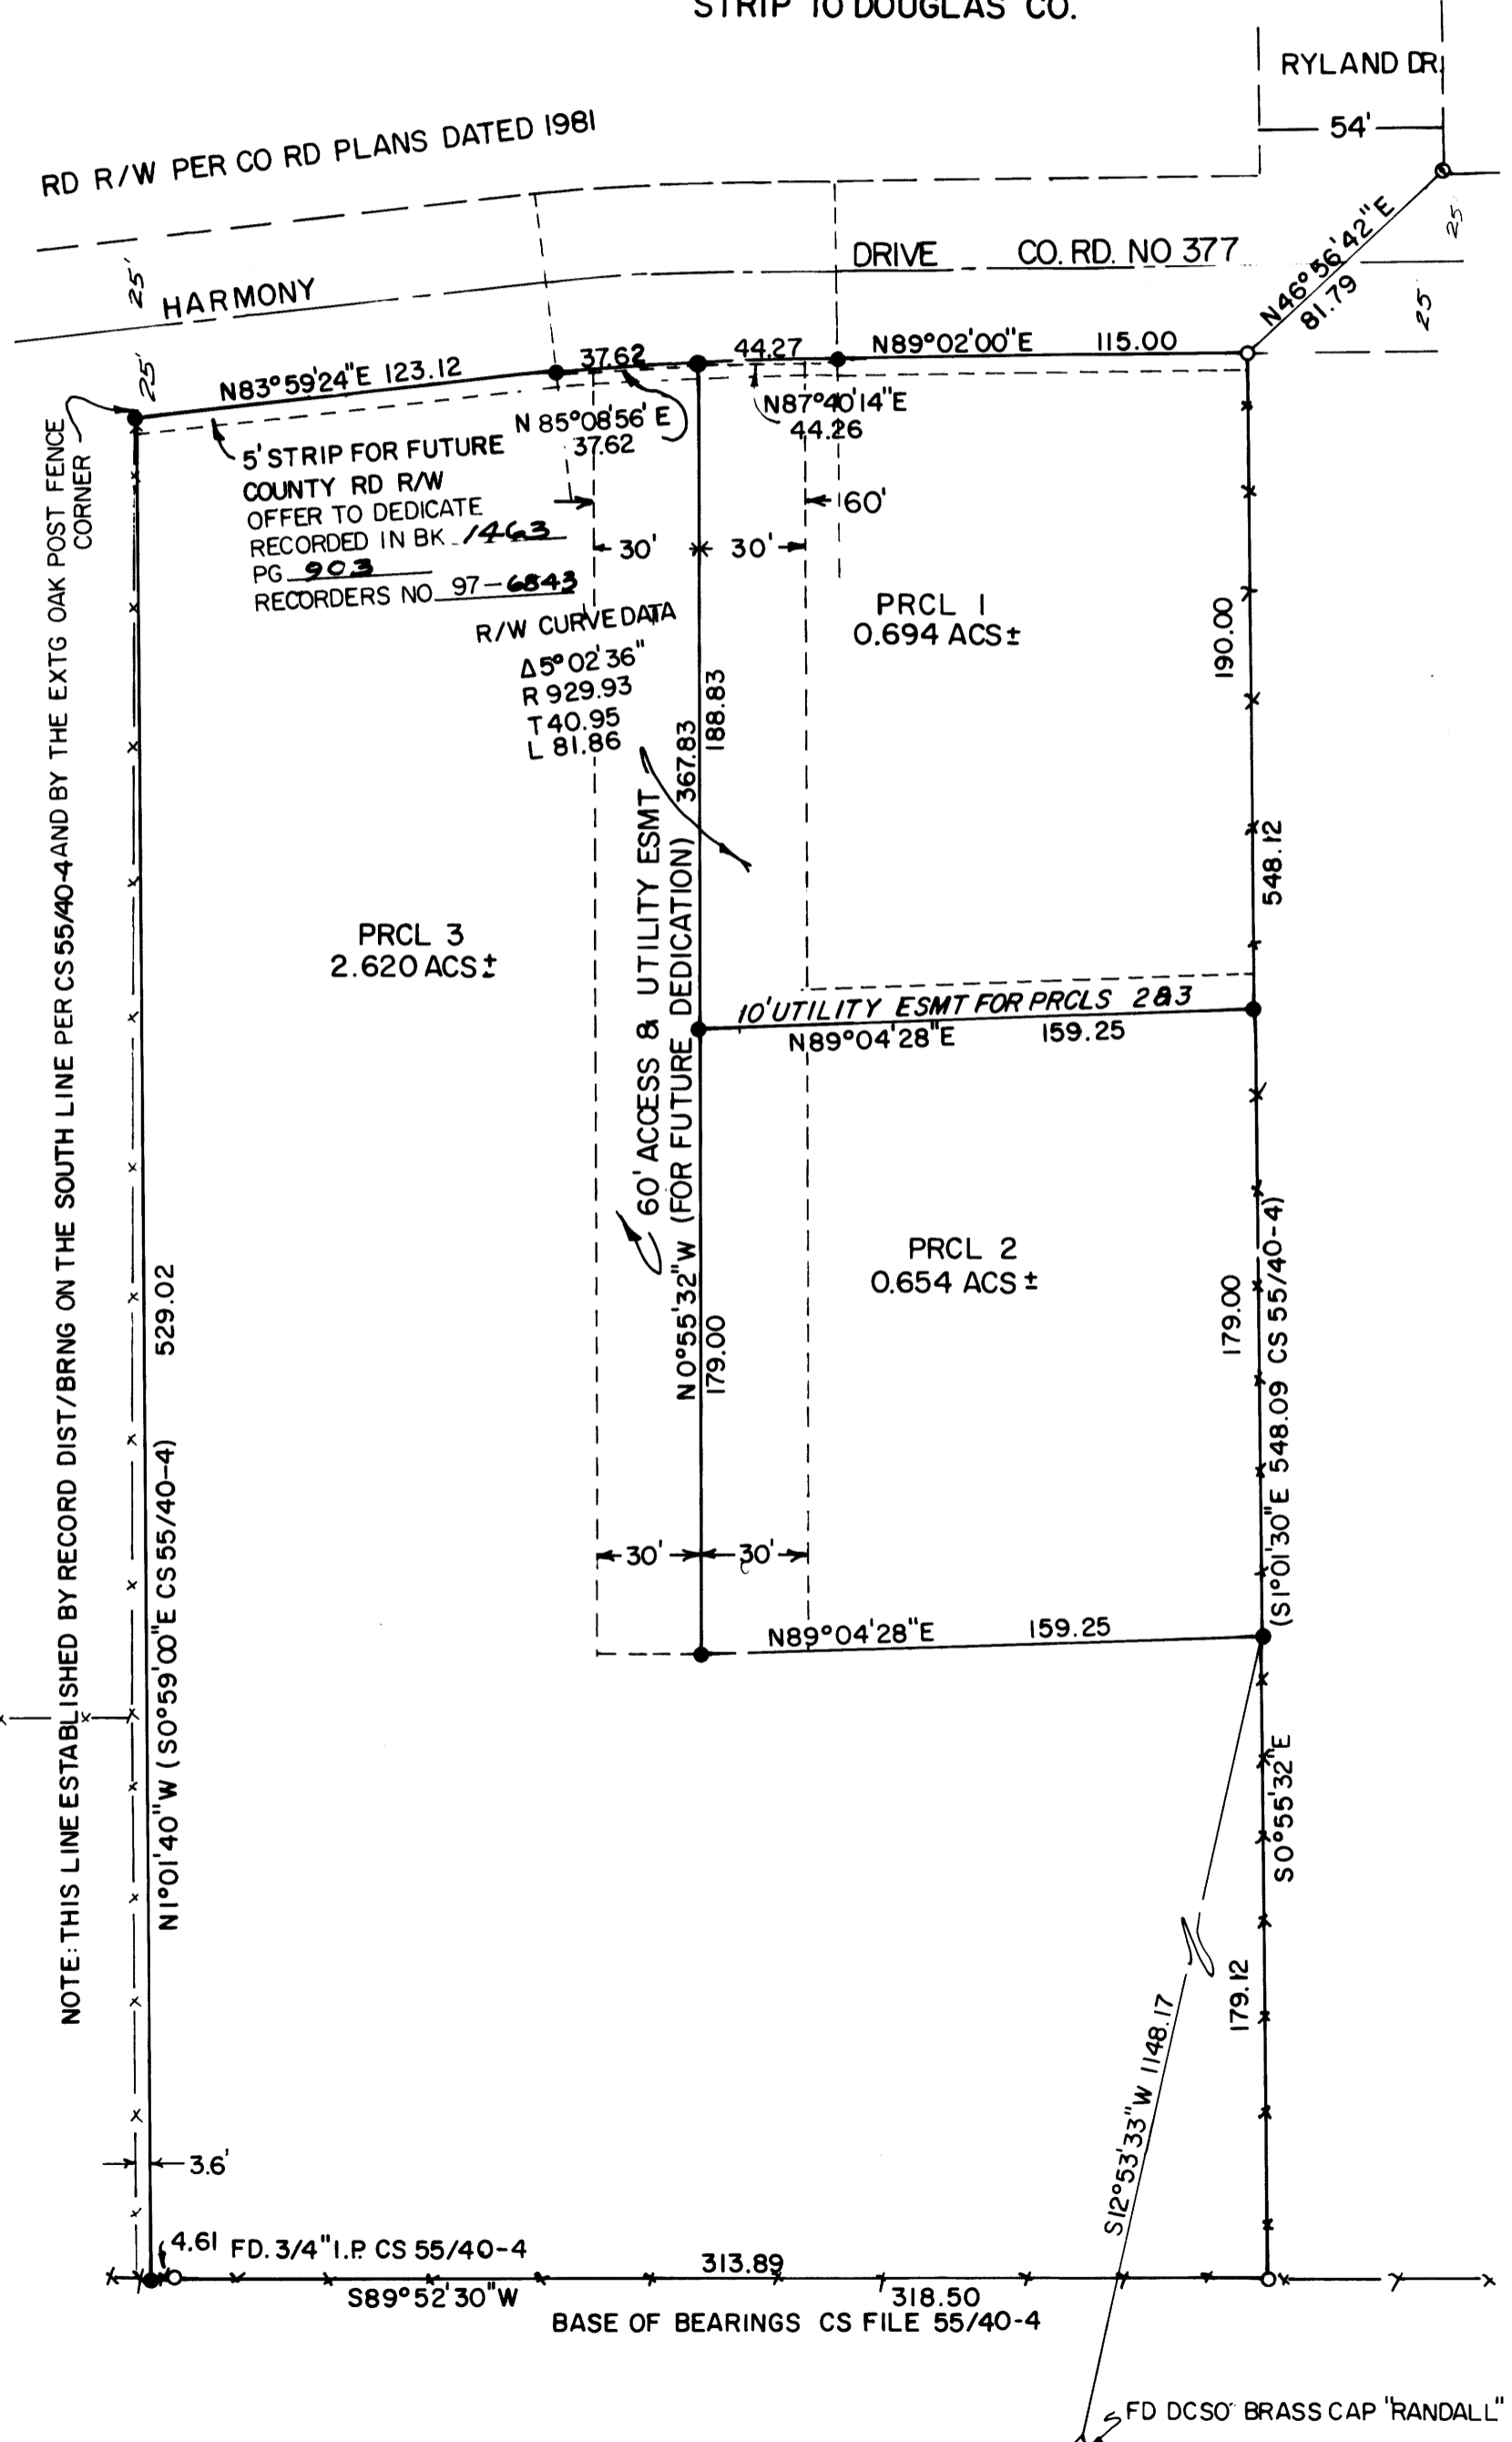 STRIP TO DOUGLAS CO.
RYLAND DR.
54'
RD R/W PER CO RD PLANS DATED 1981
25'
HARMONY
DRIVE CO. RD. NO 377
N46°56'42"E
81.79
25'
25'
25'
N83°59'24"E 123.12
37.62
44.27
N89°02'00"E 115.00
N 85°08'56" E
37.62
N87°40'14"E
44.26
5' STRIP FOR FUTURE
COUNTY RD R/W
OFFER TO DEDICATE
RECORDED IN BK 1463
PG 903
RECORDERS NO 97-6843
60'
30'
30'
R/W CURVE DATA
Δ5°02'36"
R 929.93
T 40.95
L 81.86
PRCL 1
0.694 ACS±
190.00
188.83
367.83
548.12
PRCL 3
2.620 ACS±
60' ACCESS & UTILITY ESMT
(FOR FUTURE DEDICATION)
10' UTILITY ESMT FOR PRCLS 2&3
N89°04'28"E 159.25
PRCL 2
0.654 ACS±
N0°55'32"W
179.00
179.00
(S1°01'30"E 548.09 CS 55/40-4)
30'
30'
N89°04'28"E 159.25
NOTE: THIS LINE ESTABLISHED BY RECORD DIST/BRNG ON THE SOUTH LINE PER CS 55/40-4 AND BY THE EXTG OAK POST FENCE
CORNER
529.02
N1°01'40"W (S0°59'00"E CS 55/40-4)
S0°55'32"E
179.12
S12°53'33"W 1148.17
3.6'
4.61 FD. 3/4" I.P. CS 55/40-4
313.89
S89°52'30"W 318.50
BASE OF BEARINGS CS FILE 55/40-4
FD DCSO BRASS CAP "RANDALL"